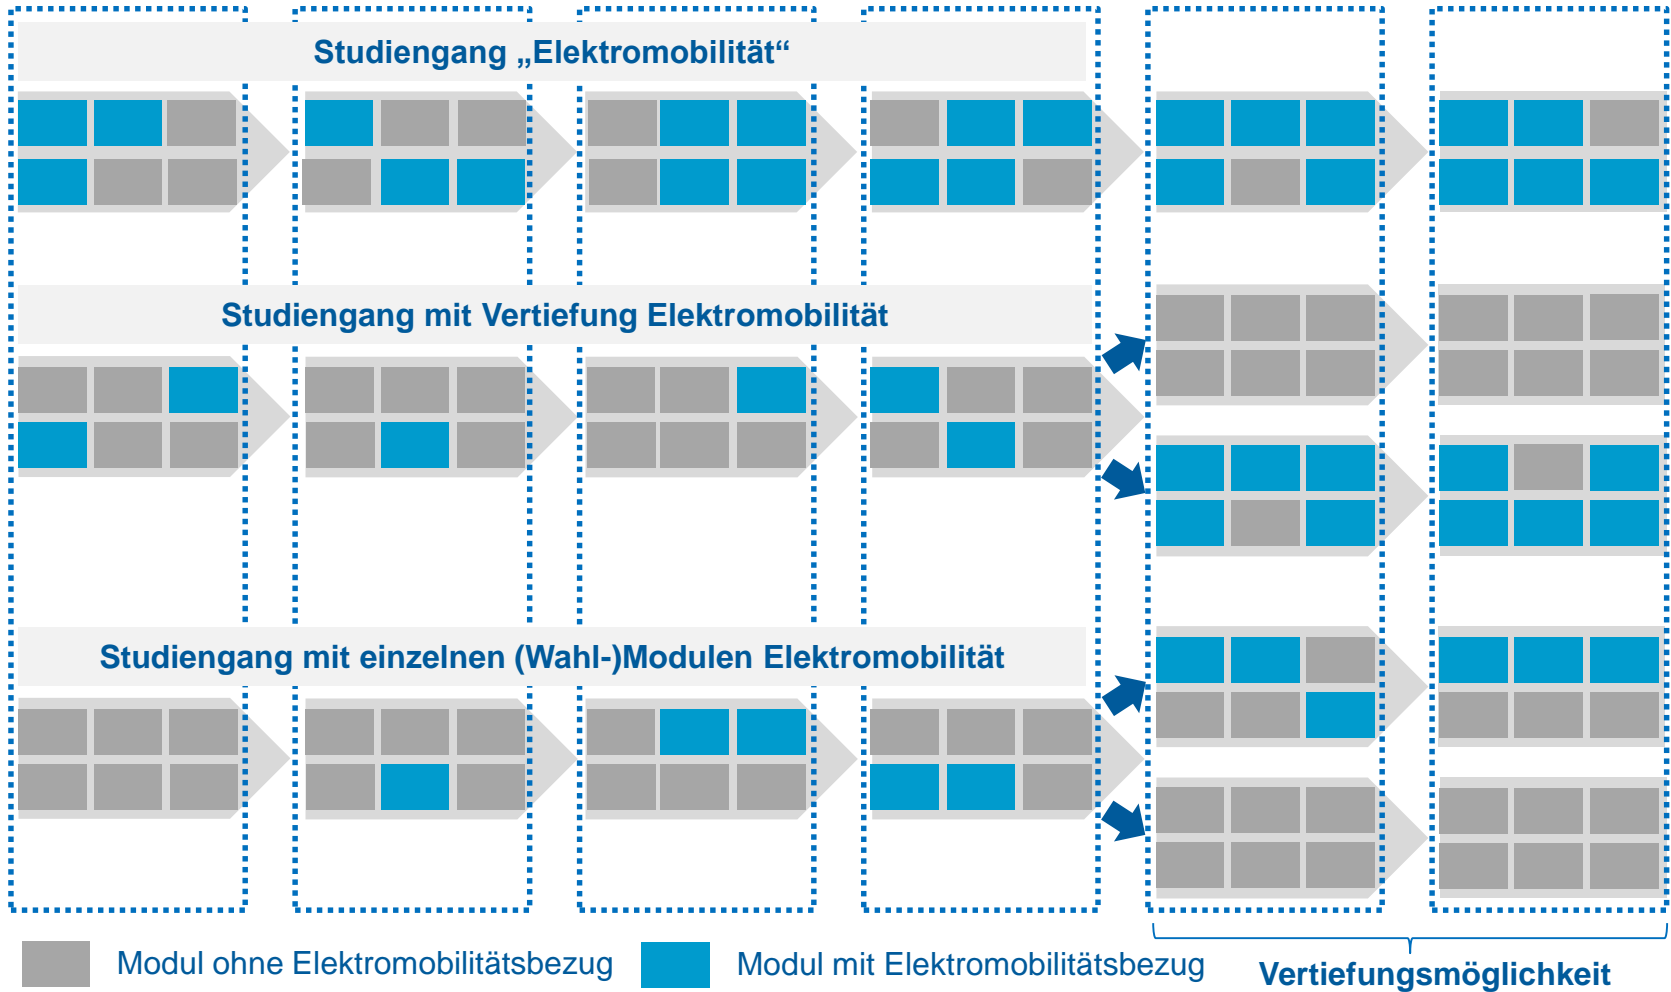 Studiengang „Elektromobilität“
Studiengang mit Vertiefung Elektromobilität
Studiengang mit einzelnen (Wahl-)Modulen Elektromobilität
Modul ohne Elektromobilitätsbezug
Modul mit Elektromobilitätsbezug
Vertiefungsmöglichkeit